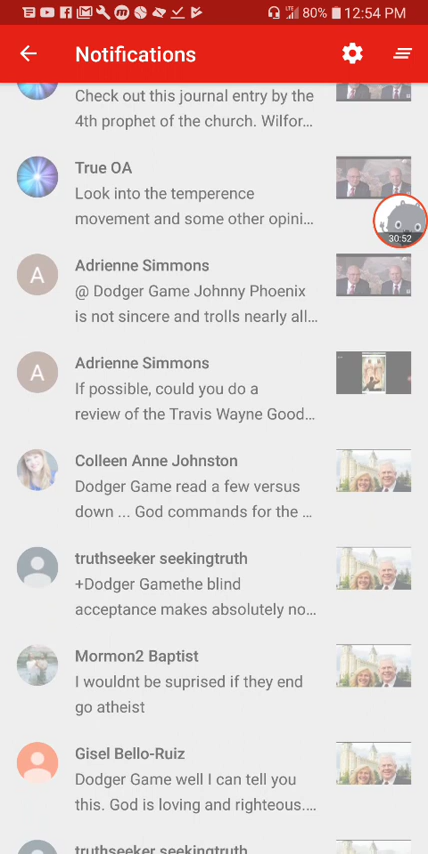 LTE 80% 12:54 PM
Notifications
Check out this journal entry by the
4th prophet of the church. Wilfor...
True OA
Look into the temperence
movement and some other opini...
30:52
A
Adrienne Simmons
@ Dodger Game Johnny Phoenix
is not sincere and trolls nearly all...
A
Adrienne Simmons
If possible, could you do a
review of the Travis Wayne Good...
Colleen Anne Johnston
Dodger Game read a few versus
down ... God commands for the ...
truthseeker seekingtruth
+Dodger Gamethe blind
acceptance makes absolutely no...
Mormon2 Baptist
I wouldnt be suprised if they end
go atheist
Gisel Bello-Ruiz
Dodger Game well I can tell you
this. God is loving and righteous....
truthseeker seekingtruth